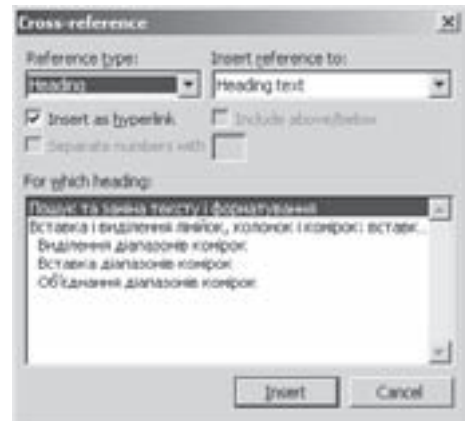 Cross-reference
Reference type: Insert reference to:
Heading Heading text
Insert as hyperlink Include above/below
Separate numbers with
For which heading:
Пошук та заміна тексту і форматування
Вставка і виділення лінійок, колонок і комірок: вставк...
Виділення діапазонів комірок
Вставка діапазонів комірок
Об'єднання діапазонів комірок
Insert Cancel